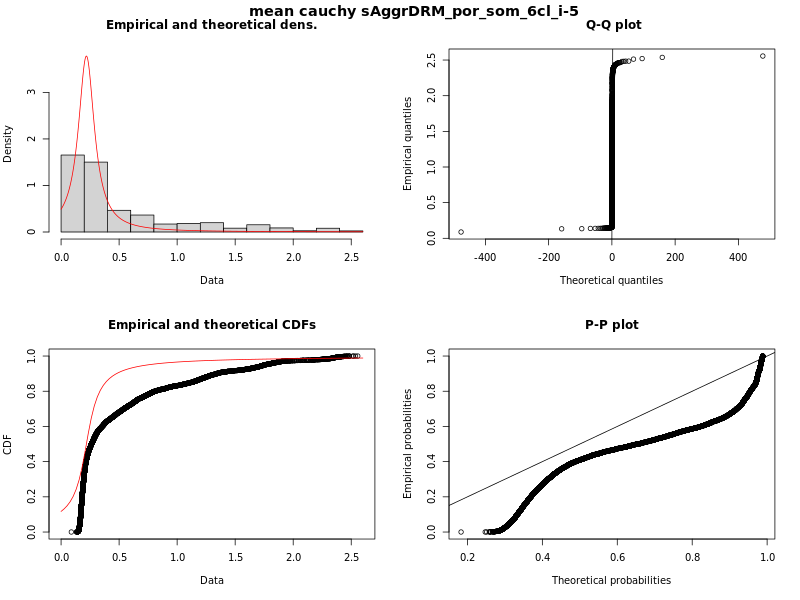 mean cauchy sAggrDRM_por_som_6cl_i-5
Empirical and theoretical dens.
Density
0 1 2 3
0.0 0.5 1.0 1.5 2.0 2.5
Data
Q-Q plot
Empirical quantiles
0.0 0.5 1.0 1.5 2.0 2.5
-400 -200 0 200 400
Theoretical quantiles
Empirical and theoretical CDFs
CDF
0.0 0.2 0.4 0.6 0.8 1.0
0.0 0.5 1.0 1.5 2.0 2.5
Data
P-P plot
Empirical probabilities
0.0 0.2 0.4 0.6 0.8 1.0
0.2 0.4 0.6 0.8 1.0
Theoretical probabilities